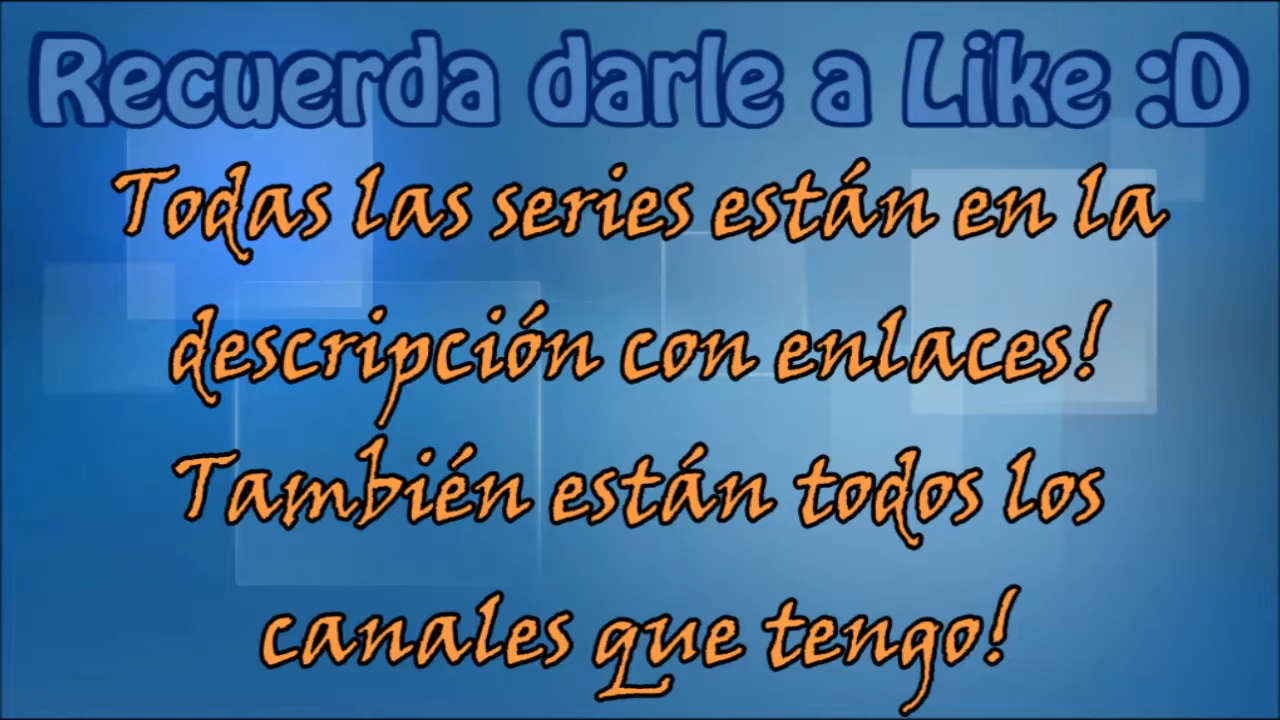 Recuerda darle a Like :D
Todas las series están en la
descripción con enlaces!
También están todos los
canales que tengo!